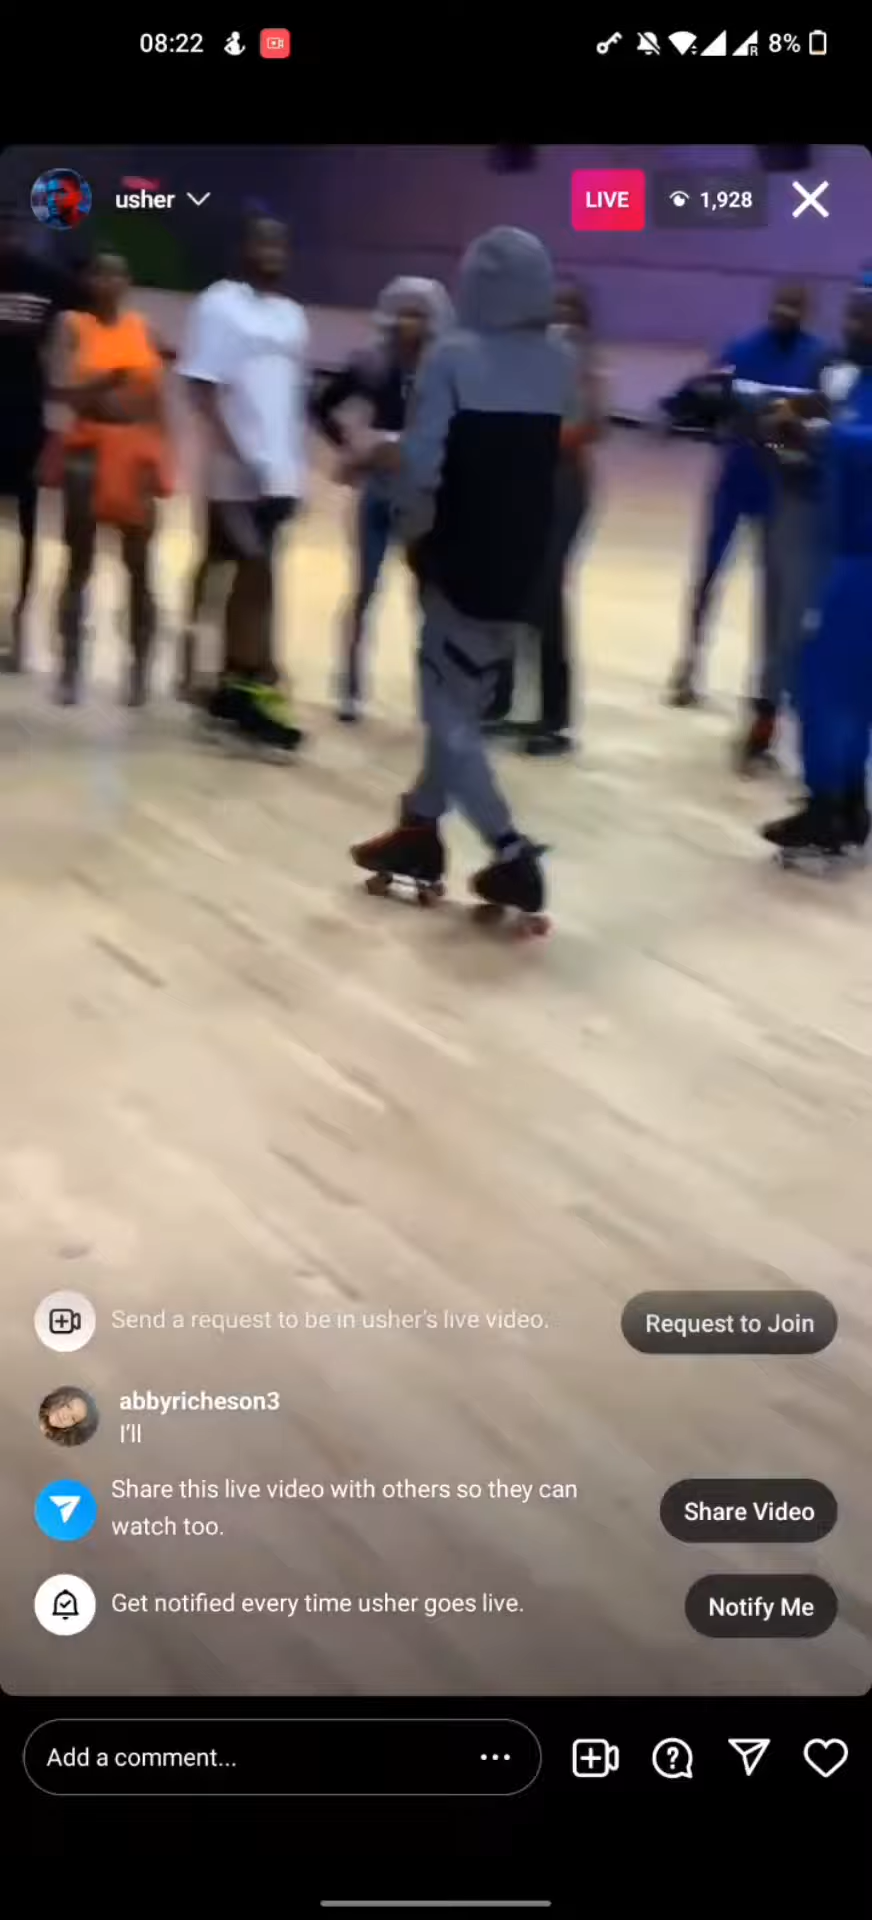 08:22
8%
R
usher
LIVE
1,928
Send a request to be in usher's live video.
Request to Join
abbyricheson3
I'll
Share this live video with others so they can
watch too.
Share Video
Get notified every time usher goes live.
Notify Me
Add a comment...